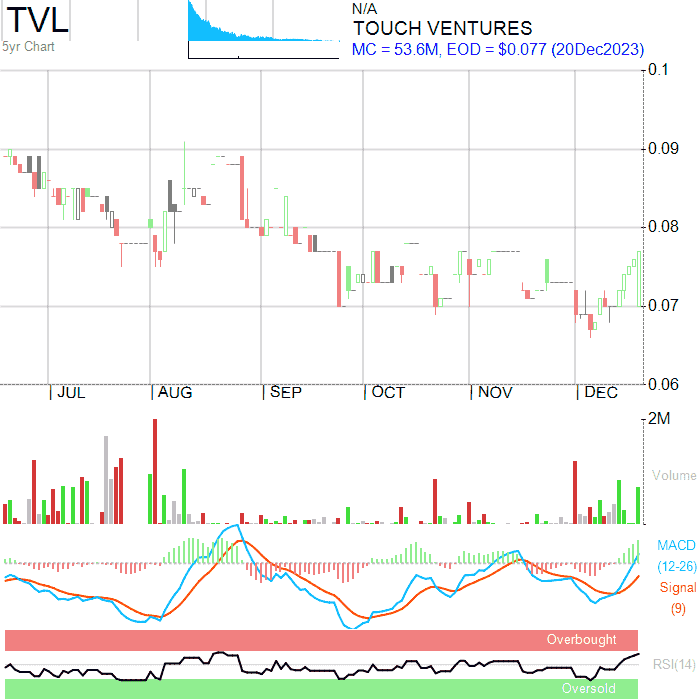 TVL
5yr Chart
N/A
TOUCH VENTURES
MC = 53.6M, EOD = $0.077 (20Dec2023)
0.1
0.09
0.08
0.07
0.06
JUL AUG SEP OCT NOV DEC
2M
Volume
MACD
(12-26)
Signal
(9)
Overbought
RSI(14)
Oversold